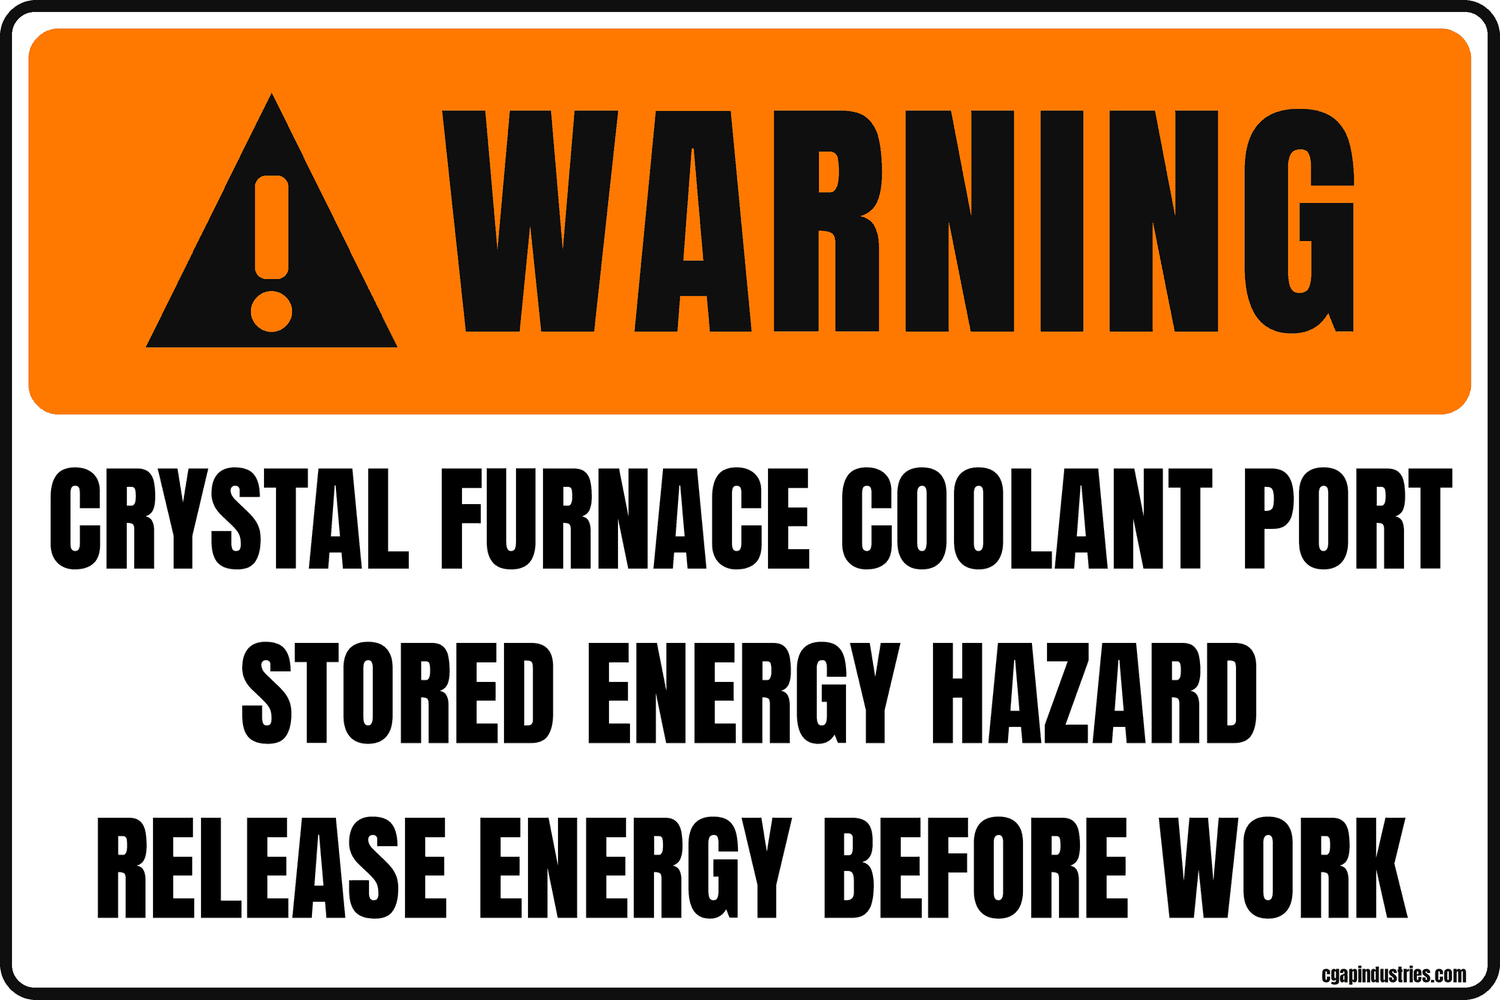 WARNING
CRYSTAL FURNACE COOLANT PORT
STORED ENERGY HAZARD
RELEASE ENERGY BEFORE WORK
cgapindustries.com